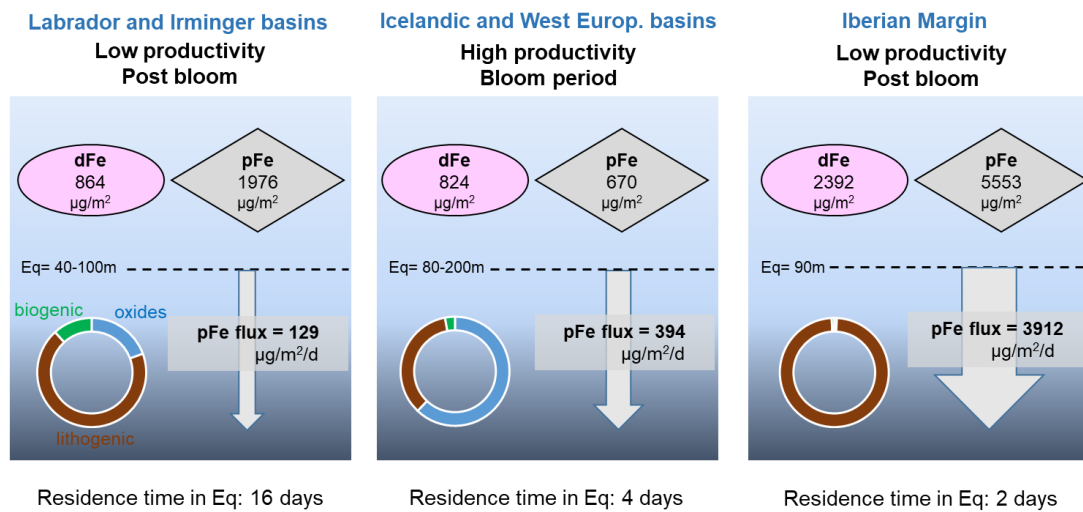 Labrador and Irminger basins
Low productivity
Post bloom
dFe
864
µg/m²
pFe
1976
µg/m²
Eq= 40-100m
biogenic
oxides
pFe flux = 129
µg/m²/d
lithogenic
Residence time in Eq: 16 days
Icelandic and West Europ. basins
High productivity
Bloom period
dFe
824
µg/m²
pFe
670
µg/m²
Eq= 80-200m
pFe flux = 394
µg/m²/d
Residence time in Eq: 4 days
Iberian Margin
Low productivity
Post bloom
dFe
2392
µg/m²
pFe
5553
µg/m²
Eq= 90m
pFe flux = 3912
µg/m²/d
Residence time in Eq: 2 days